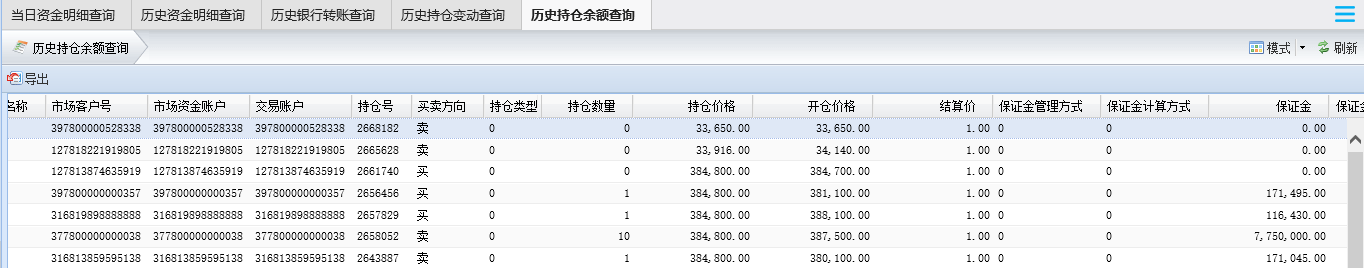 当日资金明细查询 历史资金明细查询 历史银行转账查询 历史持仓变动查询 历史持仓余额查询
历史持仓余额查询 模式 刷新
导出
名称 市场客户号 市场资金账户 交易账户 持仓号 买卖方向 持仓类型 持仓数量 持仓价格 开仓价格 结算价 保证金管理方式 保证金计算方式 保证金 保证金
397800000528338 397800000528338 397800000528338 2668182 卖 0 0 33,650.00 33,650.00 1.00 0 0 0.00
127818221919805 127818221919805 127818221919805 2665628 卖 0 0 33,916.00 34,140.00 1.00 0 0 0.00
127813874635919 127813874635919 127813874635919 2661740 买 0 0 384,800.00 384,700.00 1.00 0 0 0.00
397800000000357 397800000000357 397800000000357 2656456 买 0 1 384,800.00 381,100.00 1.00 0 0 171,495.00
316819898888888 316819898888888 316819898888888 2657829 买 0 1 384,800.00 388,100.00 1.00 0 0 116,430.00
377800000000038 377800000000038 377800000000038 2658052 卖 0 10 384,800.00 387,500.00 1.00 0 0 7,750,000.00
316813859595138 316813859595138 316813859595138 2643887 卖 0 1 384,800.00 380,100.00 1.00 0 0 171,045.00